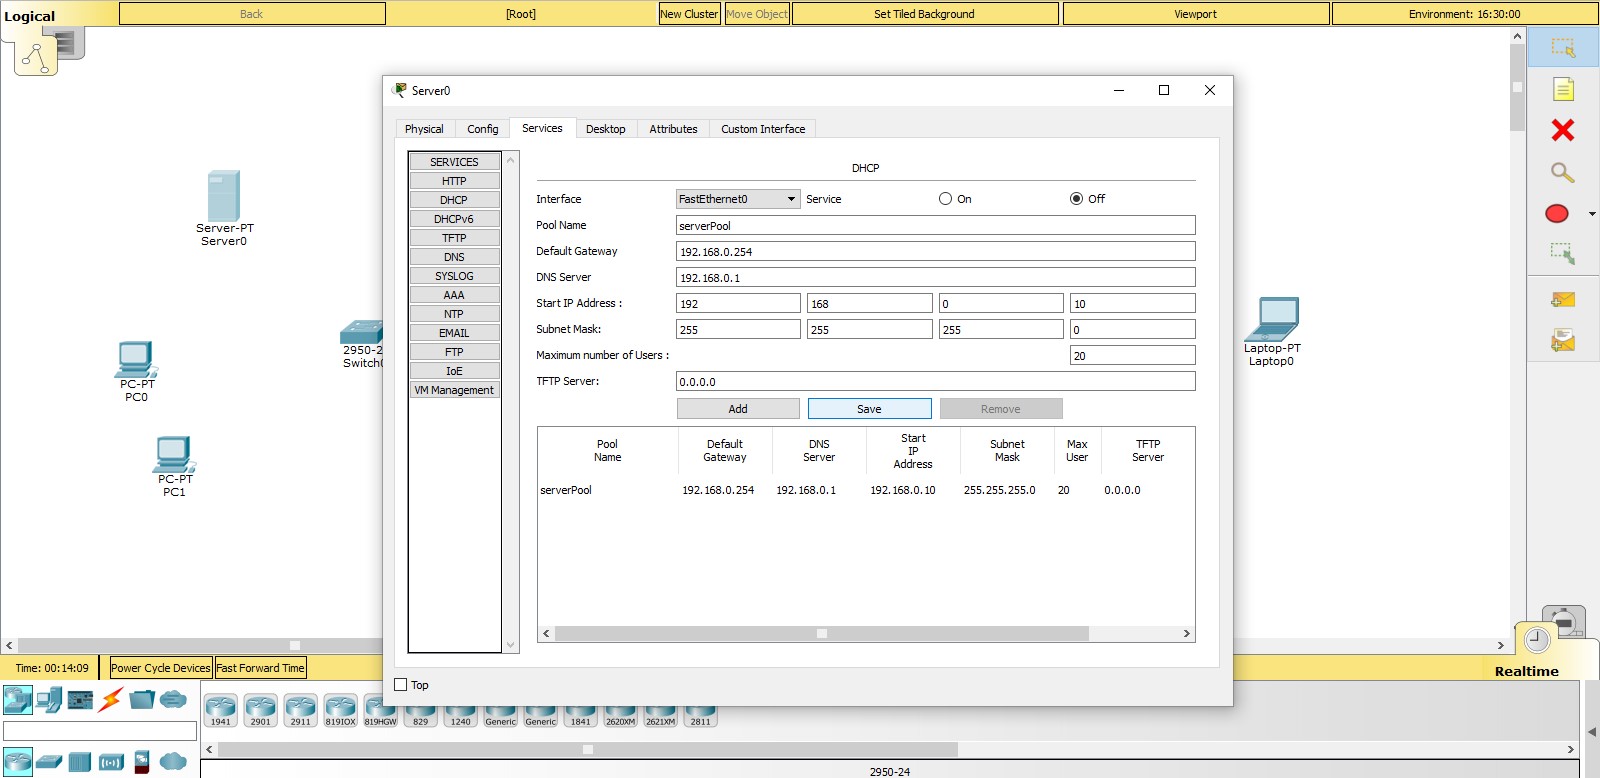 Logical
Back
[Root]
New Cluster
Move Object
Set Tiled Background
Viewport
Environment: 16:30:00
Server0
Physical
Config
Services
Desktop
Attributes
Custom Interface
SERVICES
HTTP
DHCP
DHCPv6
TFTP
DNS
SYSLOG
AAA
NTP
EMAIL
FTP
IoE
VM Management
DHCP
Interface
FastEthernet0
Service
On
Off
Pool Name
serverPool
Default Gateway
192.168.0.254
DNS Server
192.168.0.1
Start IP Address :
192
168
0
10
Subnet Mask:
255
255
255
0
Maximum number of Users :
20
TFTP Server:
0.0.0.0
Add
Save
Remove
Pool
Name
Default
Gateway
DNS
Server
Start
IP
Address
Subnet
Mask
Max
User
TFTP
Server
serverPool
192.168.0.254
192.168.0.1
192.168.0.10
255.255.255.0
20
0.0.0.0
Top
Server-PT
Server0
2950-2
Switch0
PC-PT
PC0
PC-PT
PC1
Laptop-PT
Laptop0
Time: 00:14:09
Power Cycle Devices
Fast Forward Time
Realtime
1941
2901
2911
819IOX
819HGW
829
1240
Generic
Generic
1841
2620XM
2621XM
2811
2950-24